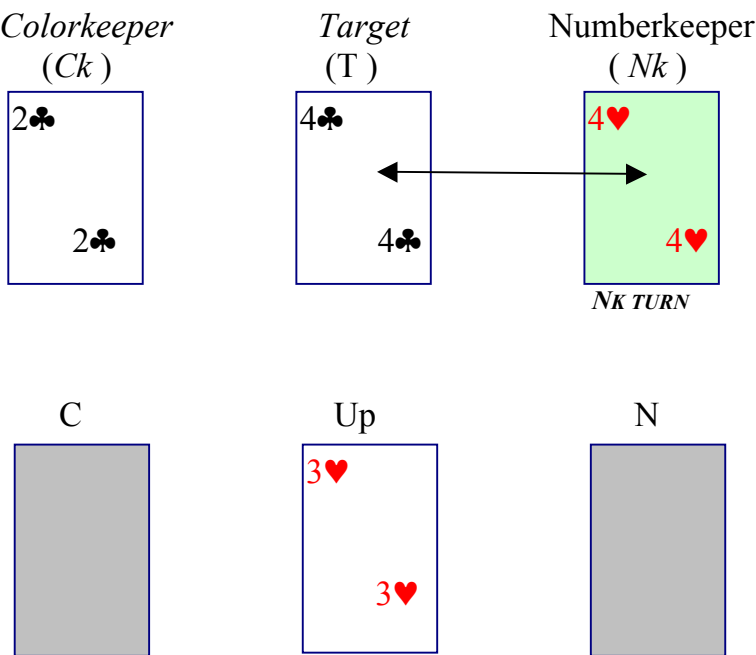 Colorkeeper Target Numberkeeper
(Ck ) (T ) ( Nk )
2♣ 4♣ 4♥
2♣ 4♣ 4♥
NK TURN
C Up N
3♥
3♥